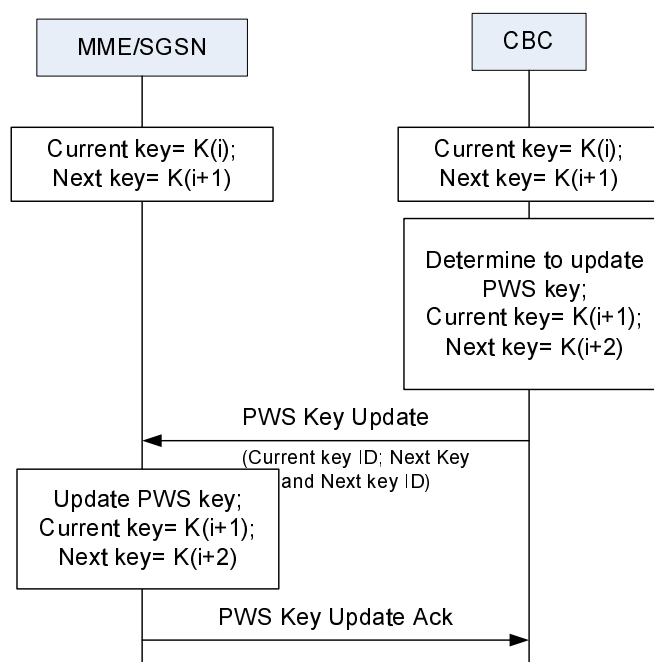 MME/SGSN
CBC
Current key= K(i);
Next key= K(i+1)
Current key= K(i);
Next key= K(i+1)
Determine to update
PWS key;
Current key= K(i+1);
Next key= K(i+2)
PWS Key Update
(Current key ID; Next Key
and Next key ID)
Update PWS key;
Current key= K(i+1);
Next key= K(i+2)
PWS Key Update Ack